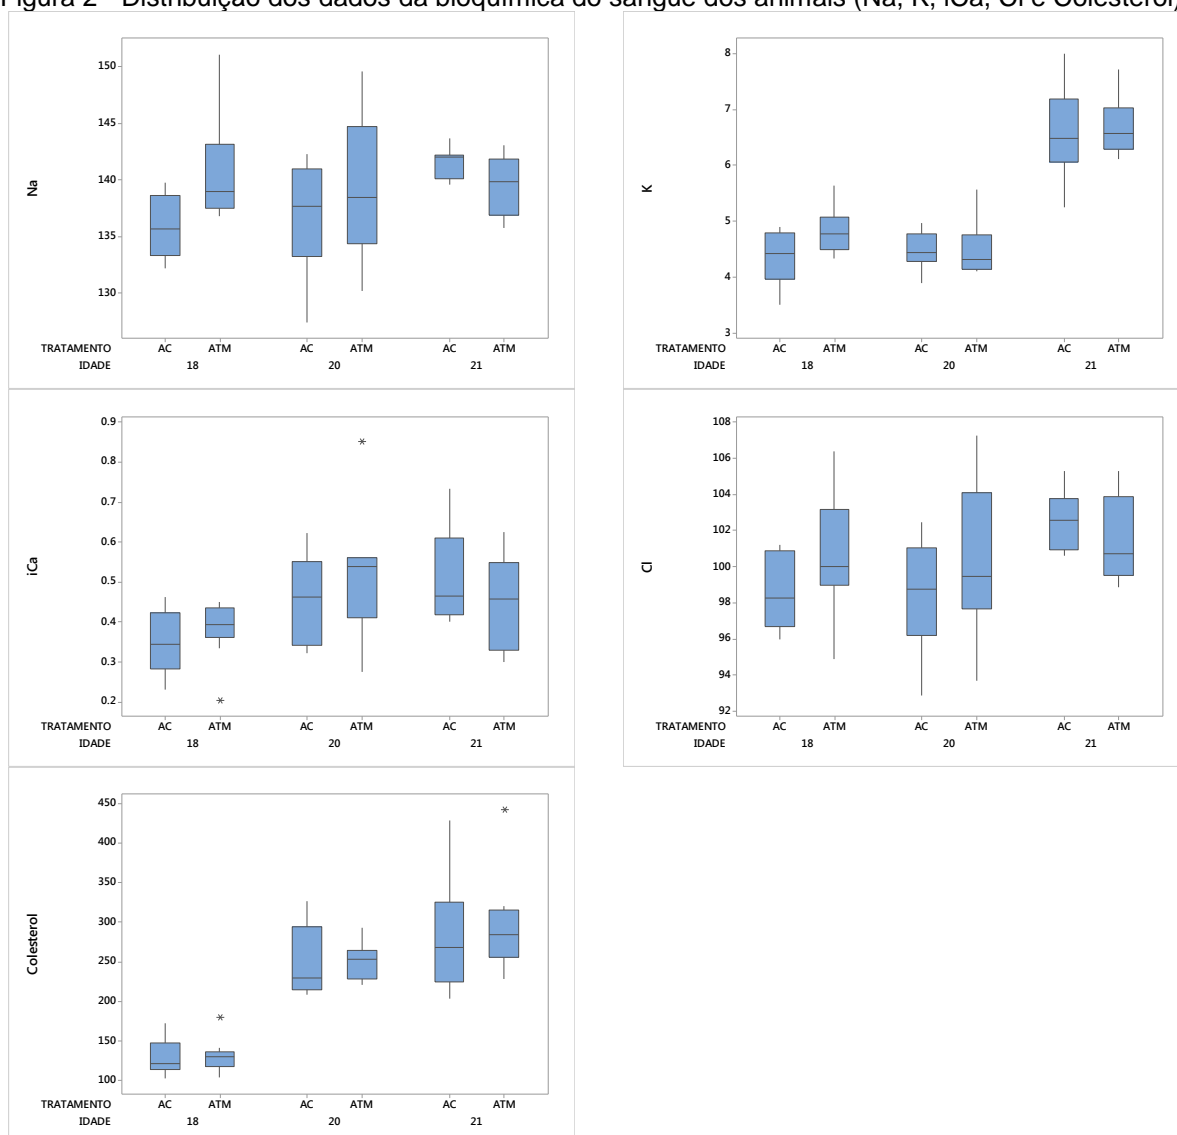 Figura 2 - Distribuição dos dados da bioquímica do sangue dos animais (Na, K, iCa, Cl e Colesterol)
150
145
140
135
130
Na
TRATAMENTO AC ATM AC ATM AC ATM
IDADE 18 20 21
8
7
6
5
4
3
K
TRATAMENTO AC ATM AC ATM AC ATM
IDADE 18 20 21
0.9
0.8
0.7
0.6
0.5
0.4
0.3
0.2
iCa
TRATAMENTO AC ATM AC ATM AC ATM
IDADE 18 20 21
108
106
104
102
100
98
96
94
92
Cl
TRATAMENTO AC ATM AC ATM AC ATM
IDADE 18 20 21
450
400
350
300
250
200
150
100
Colesterol
TRATAMENTO AC ATM AC ATM AC ATM
IDADE 18 20 21